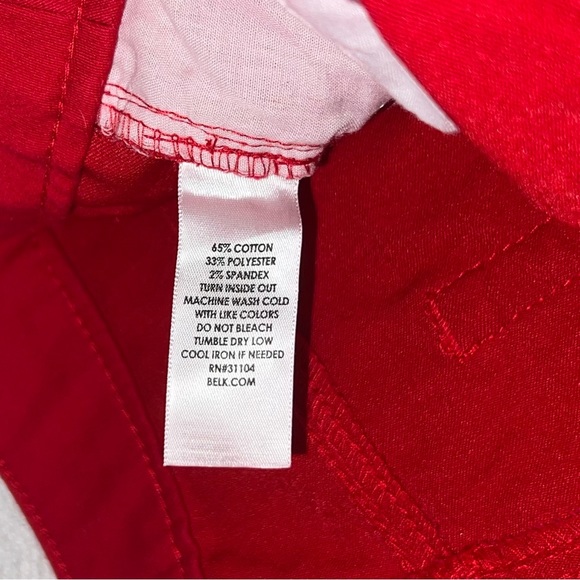 65% COTTON
33% POLYESTER
2% SPANDEX
TURN INSIDE OUT
MACHINE WASH COLD
WITH LIKE COLORS
DO NOT BLEACH
TUMBLE DRY LOW
COOL IRON IF NEEDED
RN#31104
BELK.COM